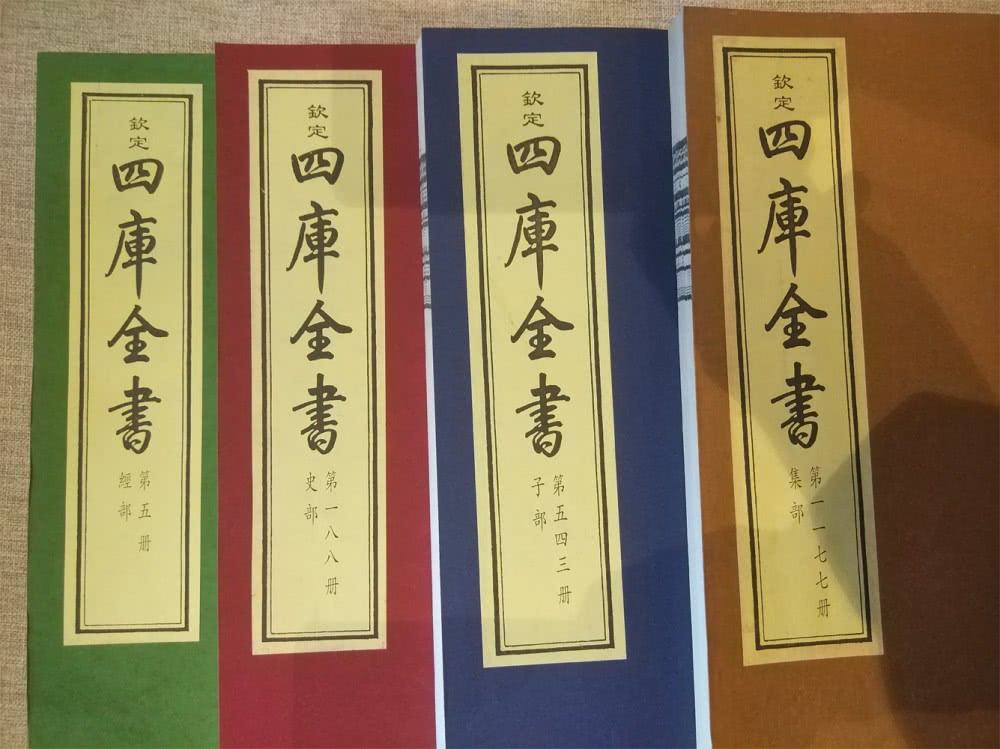 欽定
四庫全書
第五册
經部
欽定
四庫全書
第一八八册
史部
欽定
四庫全書
第五四三册
子部
欽定
四庫全書
第一一七七册
集部